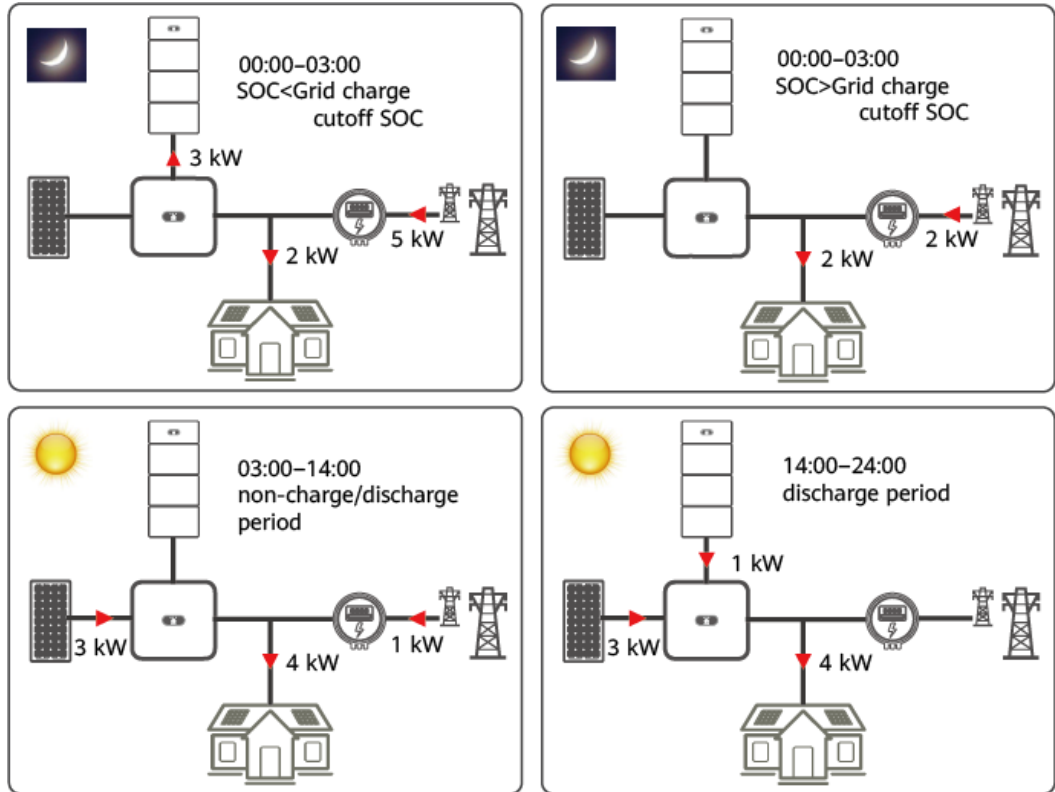 00:00–03:00
SOC<Grid charge
cutoff SOC
3 kW
5 kW
2 kW
00:00–03:00
SOC>Grid charge
cutoff SOC
2 kW
2 kW
03:00–14:00
non-charge/discharge
period
3 kW
1 kW
4 kW
14:00–24:00
discharge period
1 kW
3 kW
4 kW